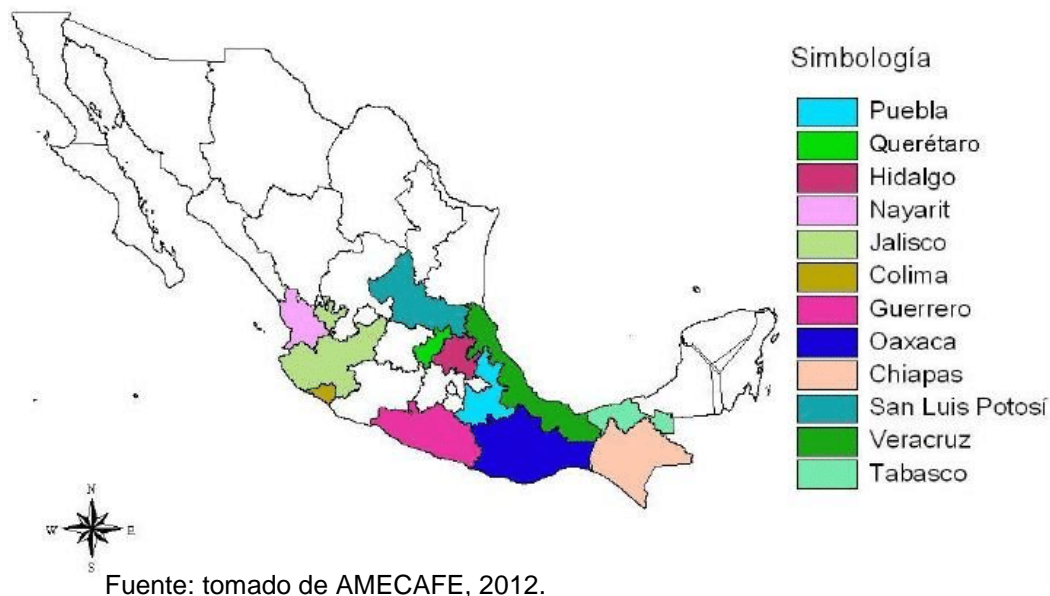 Simbología
Puebla
Querétaro
Hidalgo
Nayarit
Jalisco
Colima
Guerrero
Oaxaca
Chiapas
San Luis Potosí
Veracruz
Tabasco
N
W E
S
Fuente: tomado de AMECAFE, 2012.